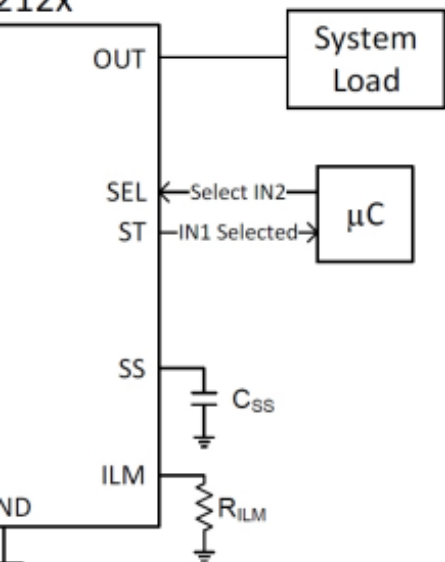 212x
OUT
System
Load
SEL
Select IN2
ST
IN1 Selected
μC
SS
CSS
ILM
RILM
ND